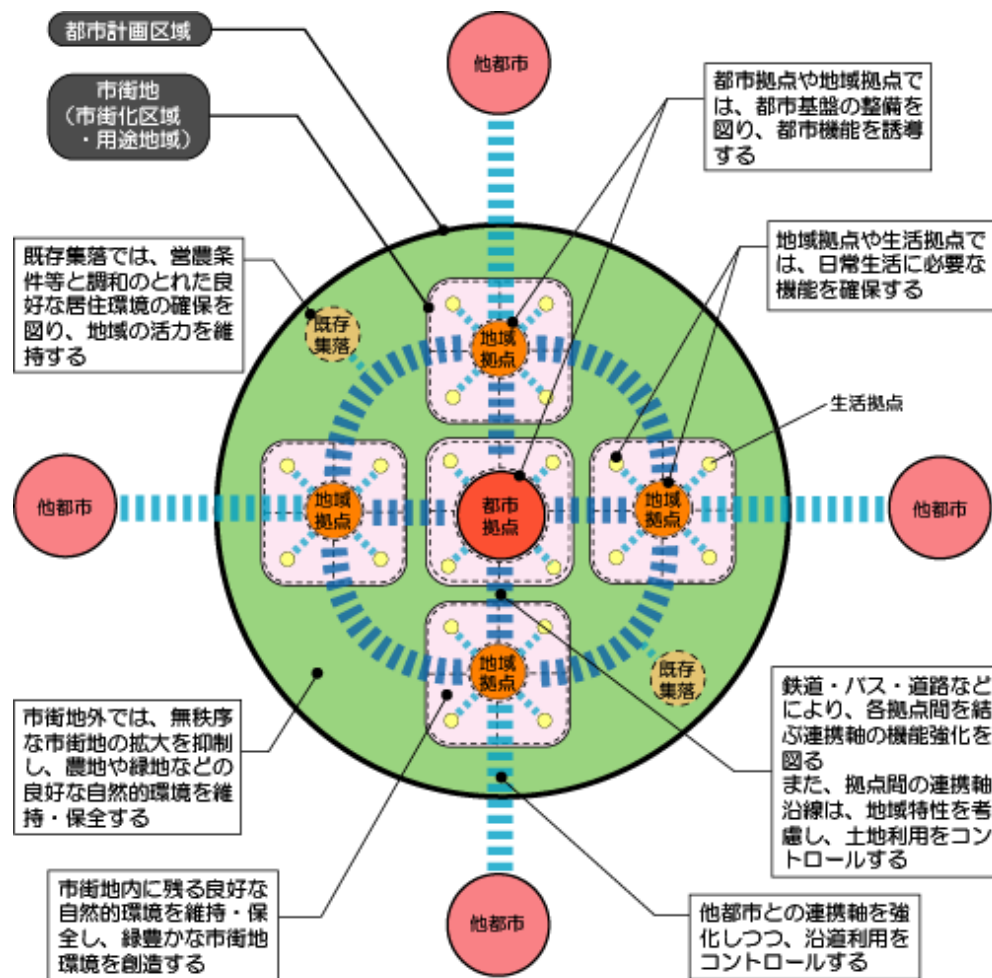 都市計画区域
市街地
(市街化区域
・用途地域)
他都市
都市拠点や地域拠点で
は、都市基盤の整備を
図り、都市機能を誘導
する
既存集落では、営農条
件等と調和のとれた良
好な居住環境の確保を
図り、地域の活力を維
持する
地域拠点や生活拠点で
は、日常生活に必要な
機能を確保する
既存
集落
地域
拠点
生活拠点
他都市
地域
拠点
都市
拠点
地域
拠点
他都市
地域
拠点
既存
集落
市街地外では、無秩序
な市街地の拡大を抑制
し、農地や緑地などの
良好な自然的環境を維
持・保全する
鉄道・バス・道路など
により、各拠点間を結
ぶ連携軸の機能強化を
図る
また、拠点間の連携軸
沿線は、地域特性を考
慮し、土地利用をコン
トロールする
市街地内に残る良好な
自然的環境を維持・保
全し、緑豊かな市街地
環境を創造する
他都市
他都市との連携軸を強
化しつつ、沿道利用を
コントロールする